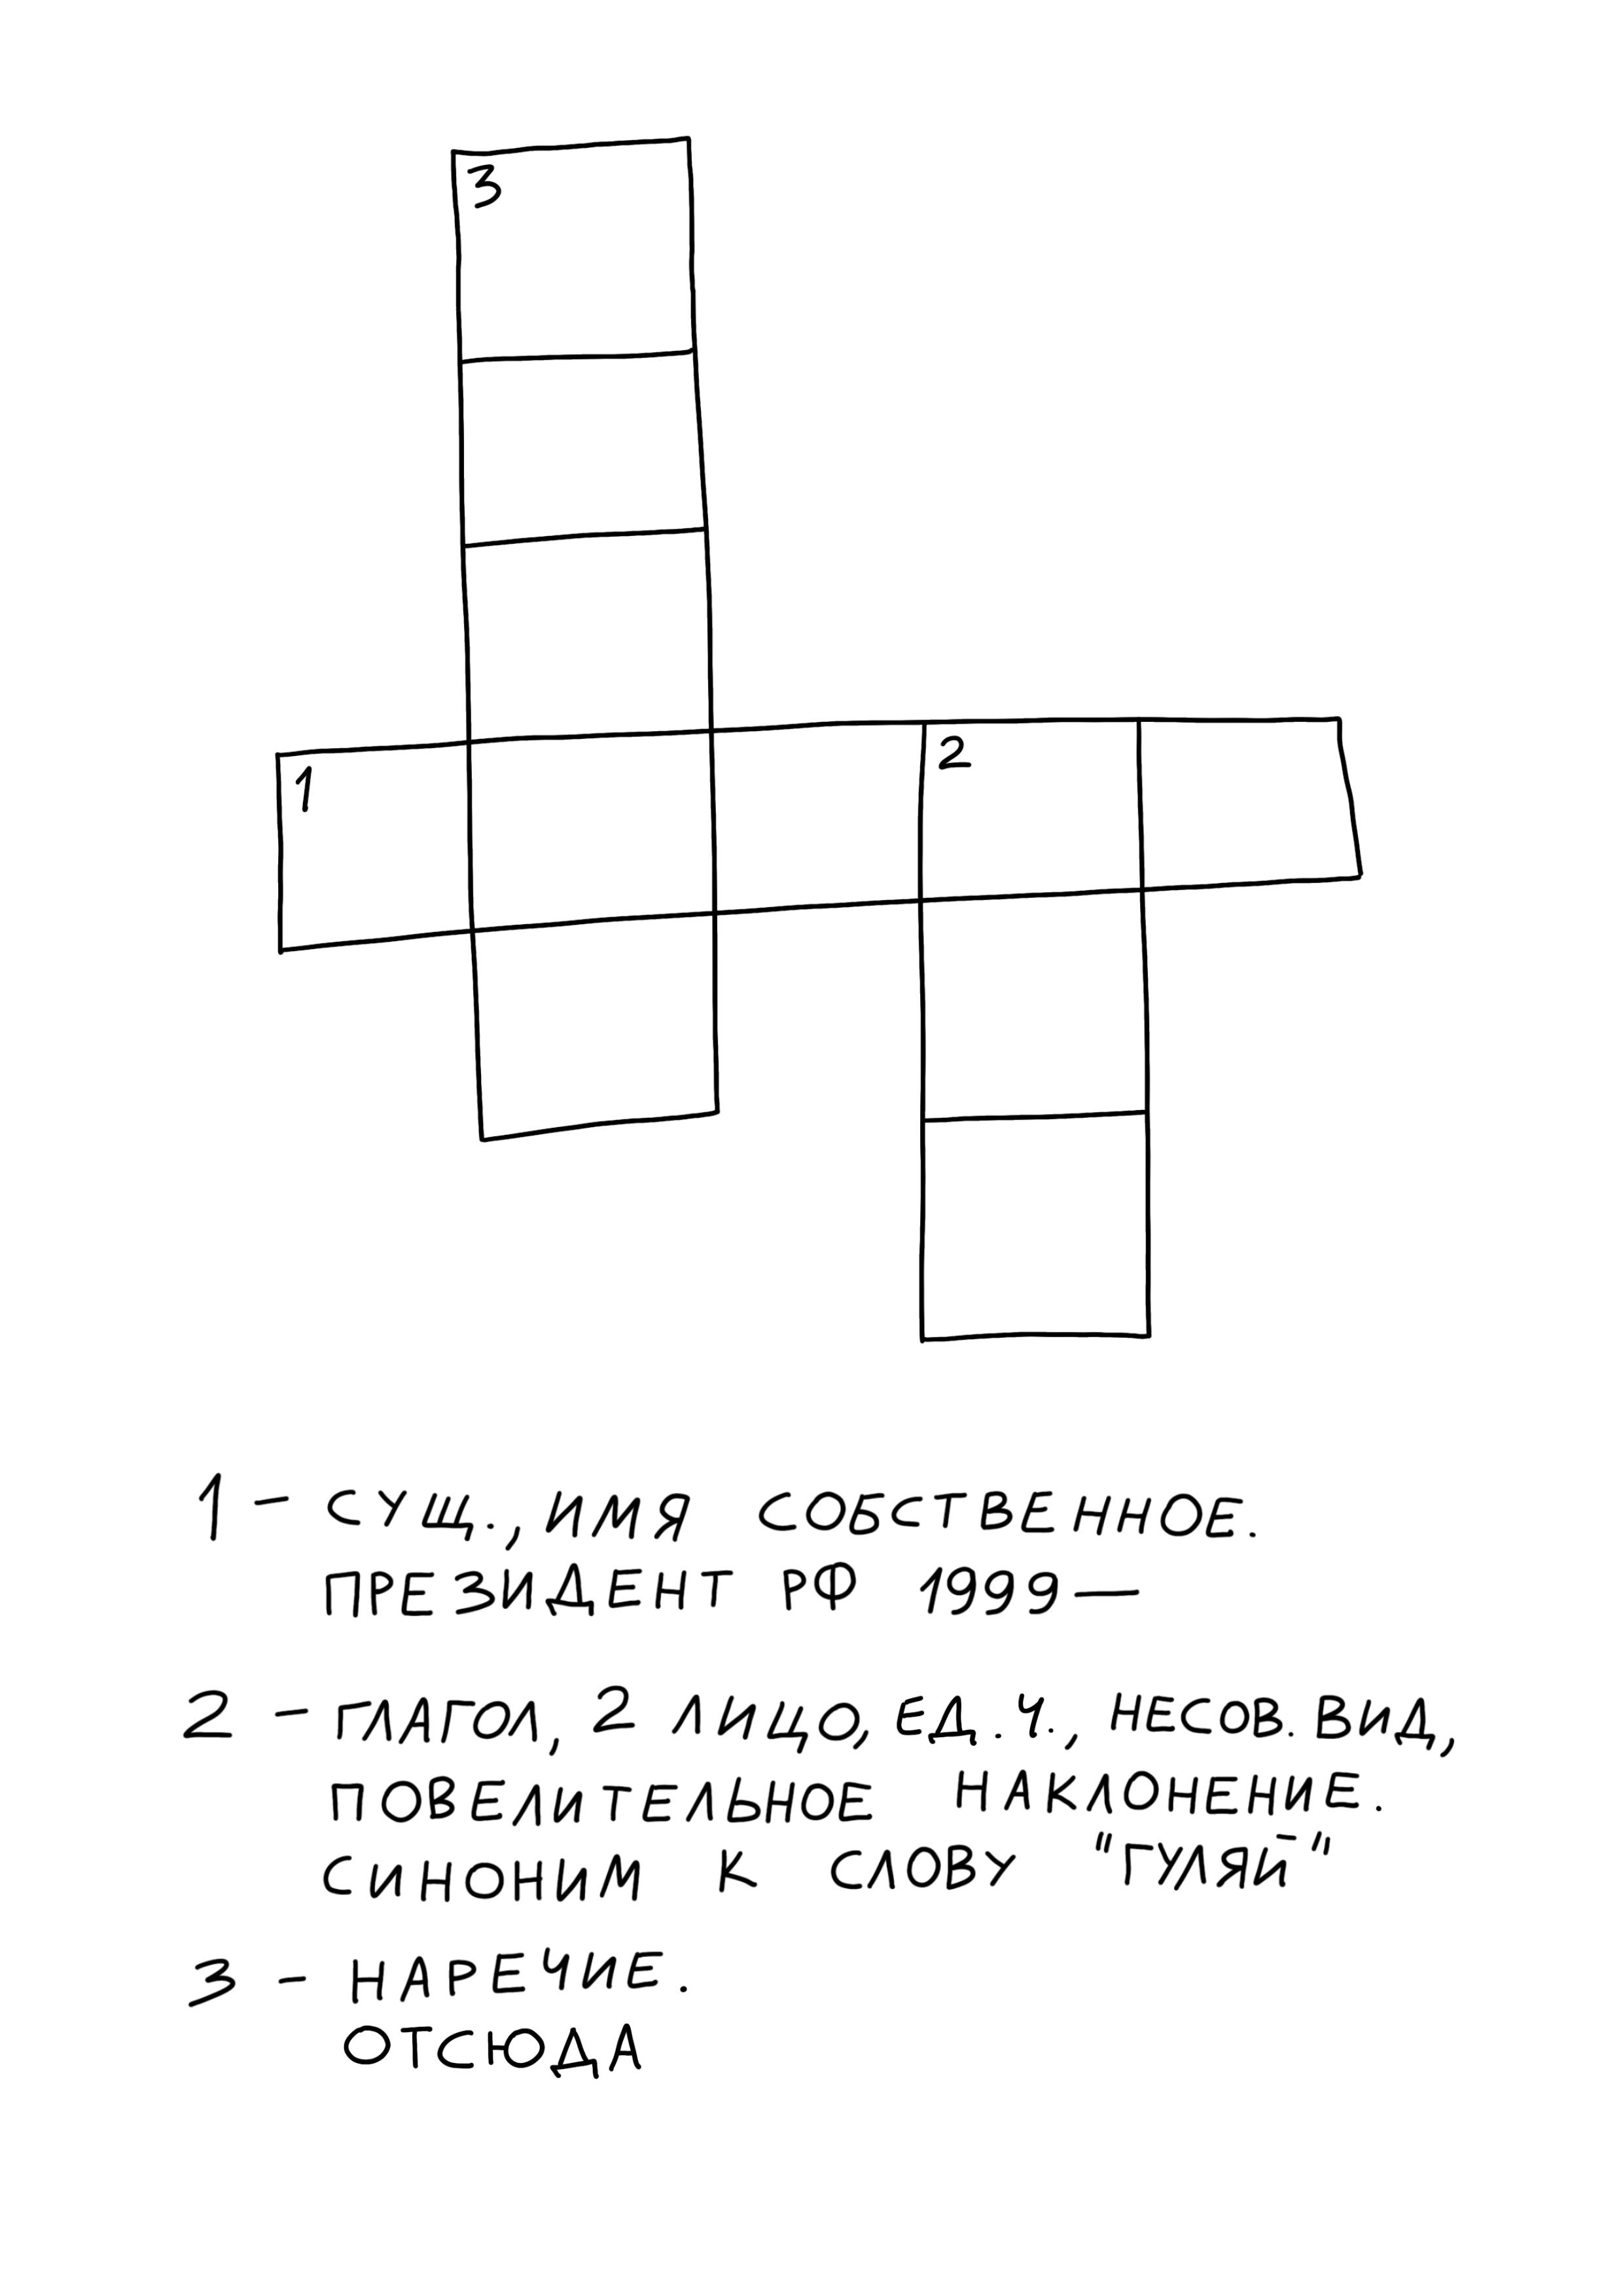 3
1
2
1 - СУЩ., ИМЯ СОБСТВЕННОЕ.
ПРЕЗИДЕНТ РФ 1999—
2 - ГЛАГОЛ, 2 ЛИЦО, ЕД.Ч., НЕСОВ. ВИД,
ПОВЕЛИТЕЛЬНОЕ НАКЛОНЕНИЕ.
СИНОНИМ К СЛОВУ "ГУЛЯЙ"
3 - НАРЕЧИЕ.
ОТСЮДА